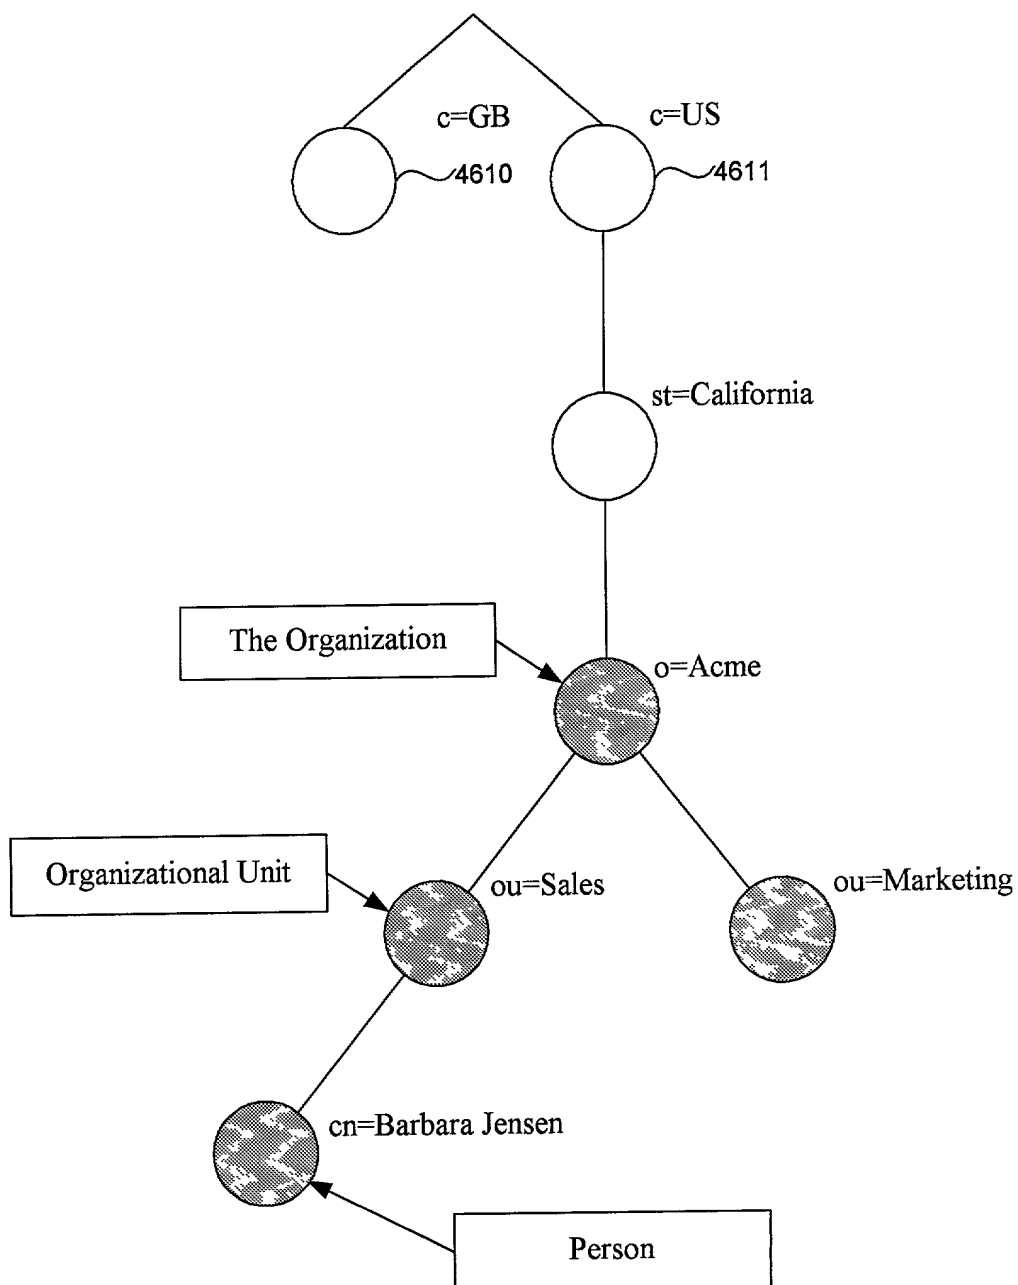 c=GB
c=US
4610
4611
st=California
The Organization
o=Acme
Organizational Unit
ou=Sales
ou=Marketing
cn=Barbara Jensen
Person